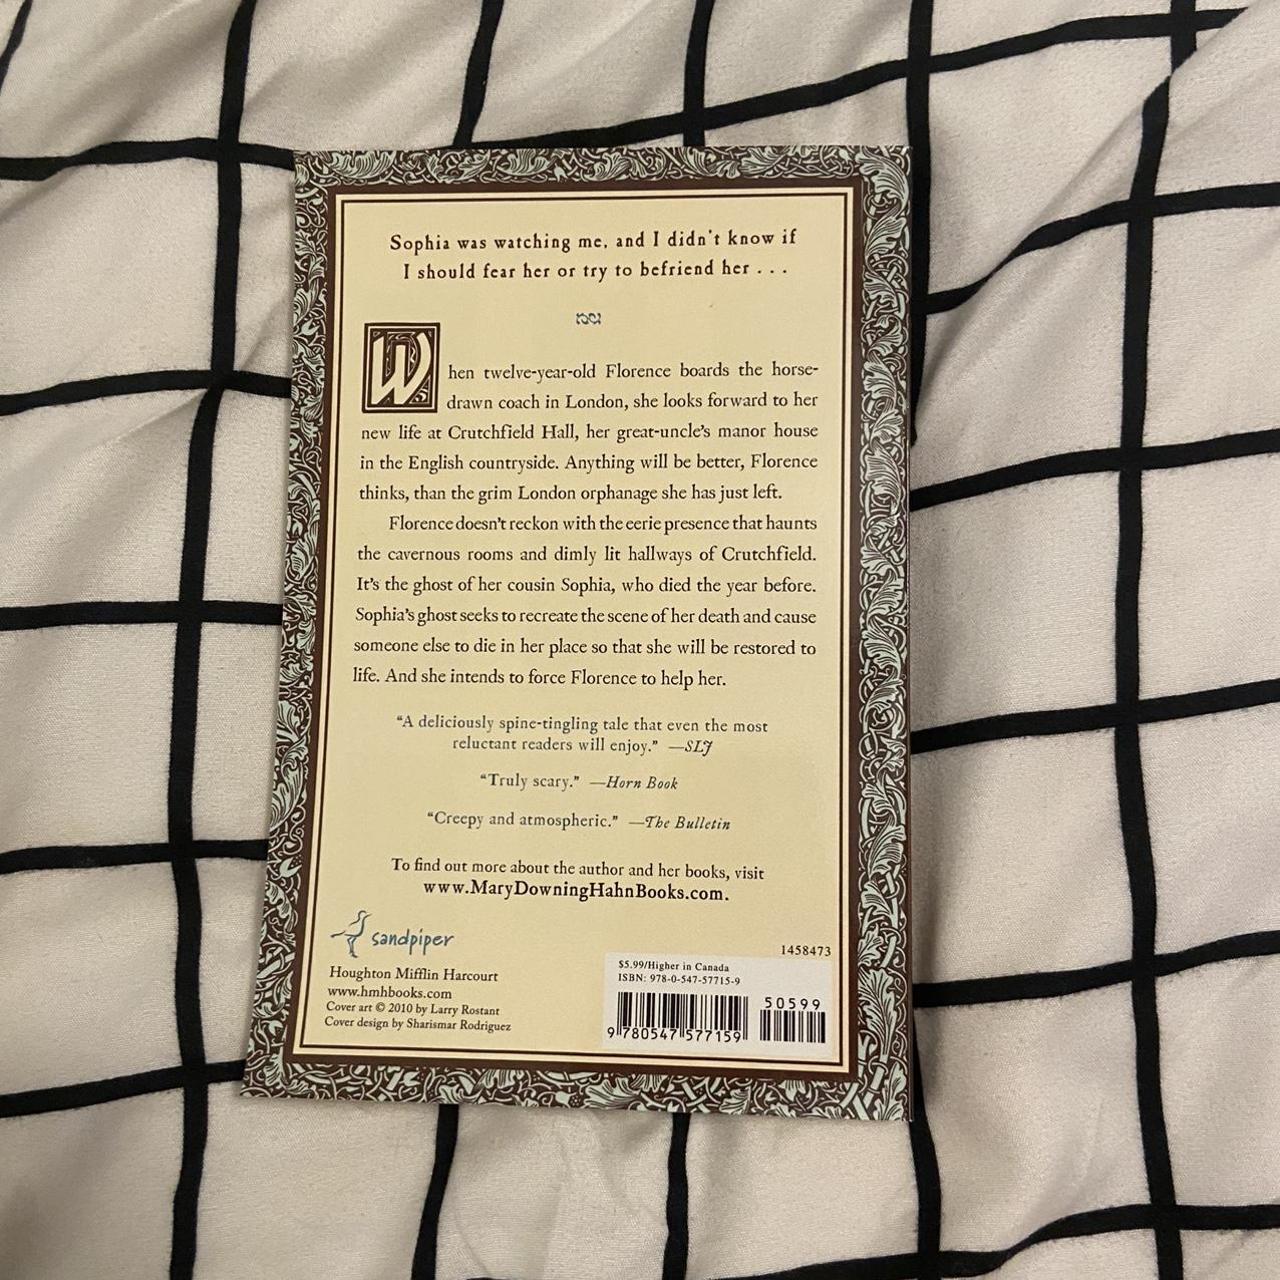 Sophia was watching me, and I didn't know if
I should fear her or try to befriend her . . .
When twelve-year-old Florence boards the horse-
drawn coach in London, she looks forward to her
new life at Crutchfield Hall, her great-uncle's manor house
in the English countryside. Anything will be better, Florence
thinks, than the grim London orphanage she has just left.
Florence doesn't reckon with the eerie presence that haunts
the cavernous rooms and dimly lit hallways of Crutchfield.
It's the ghost of her cousin Sophia, who died the year before.
Sophia's ghost seeks to recreate the scene of her death and cause
someone else to die in her place so that she will be restored to
life. And she intends to force Florence to help her.
"A deliciously spine-tingling tale that even the most
reluctant readers will enjoy." —SLJ
"Truly scary." —Horn Book
"Creepy and atmospheric." —The Bulletin
To find out more about the author and her books, visit
www.MaryDowningHahnBooks.com.
sandpiper
Houghton Mifflin Harcourt
www.hmhbooks.com
Cover art © 2010 by Larry Rostant
Cover design by Sharismar Rodriguez
1458473
$5.99/Higher in Canada
ISBN: 978-0-547-57715-9
50599
9 780547 577159